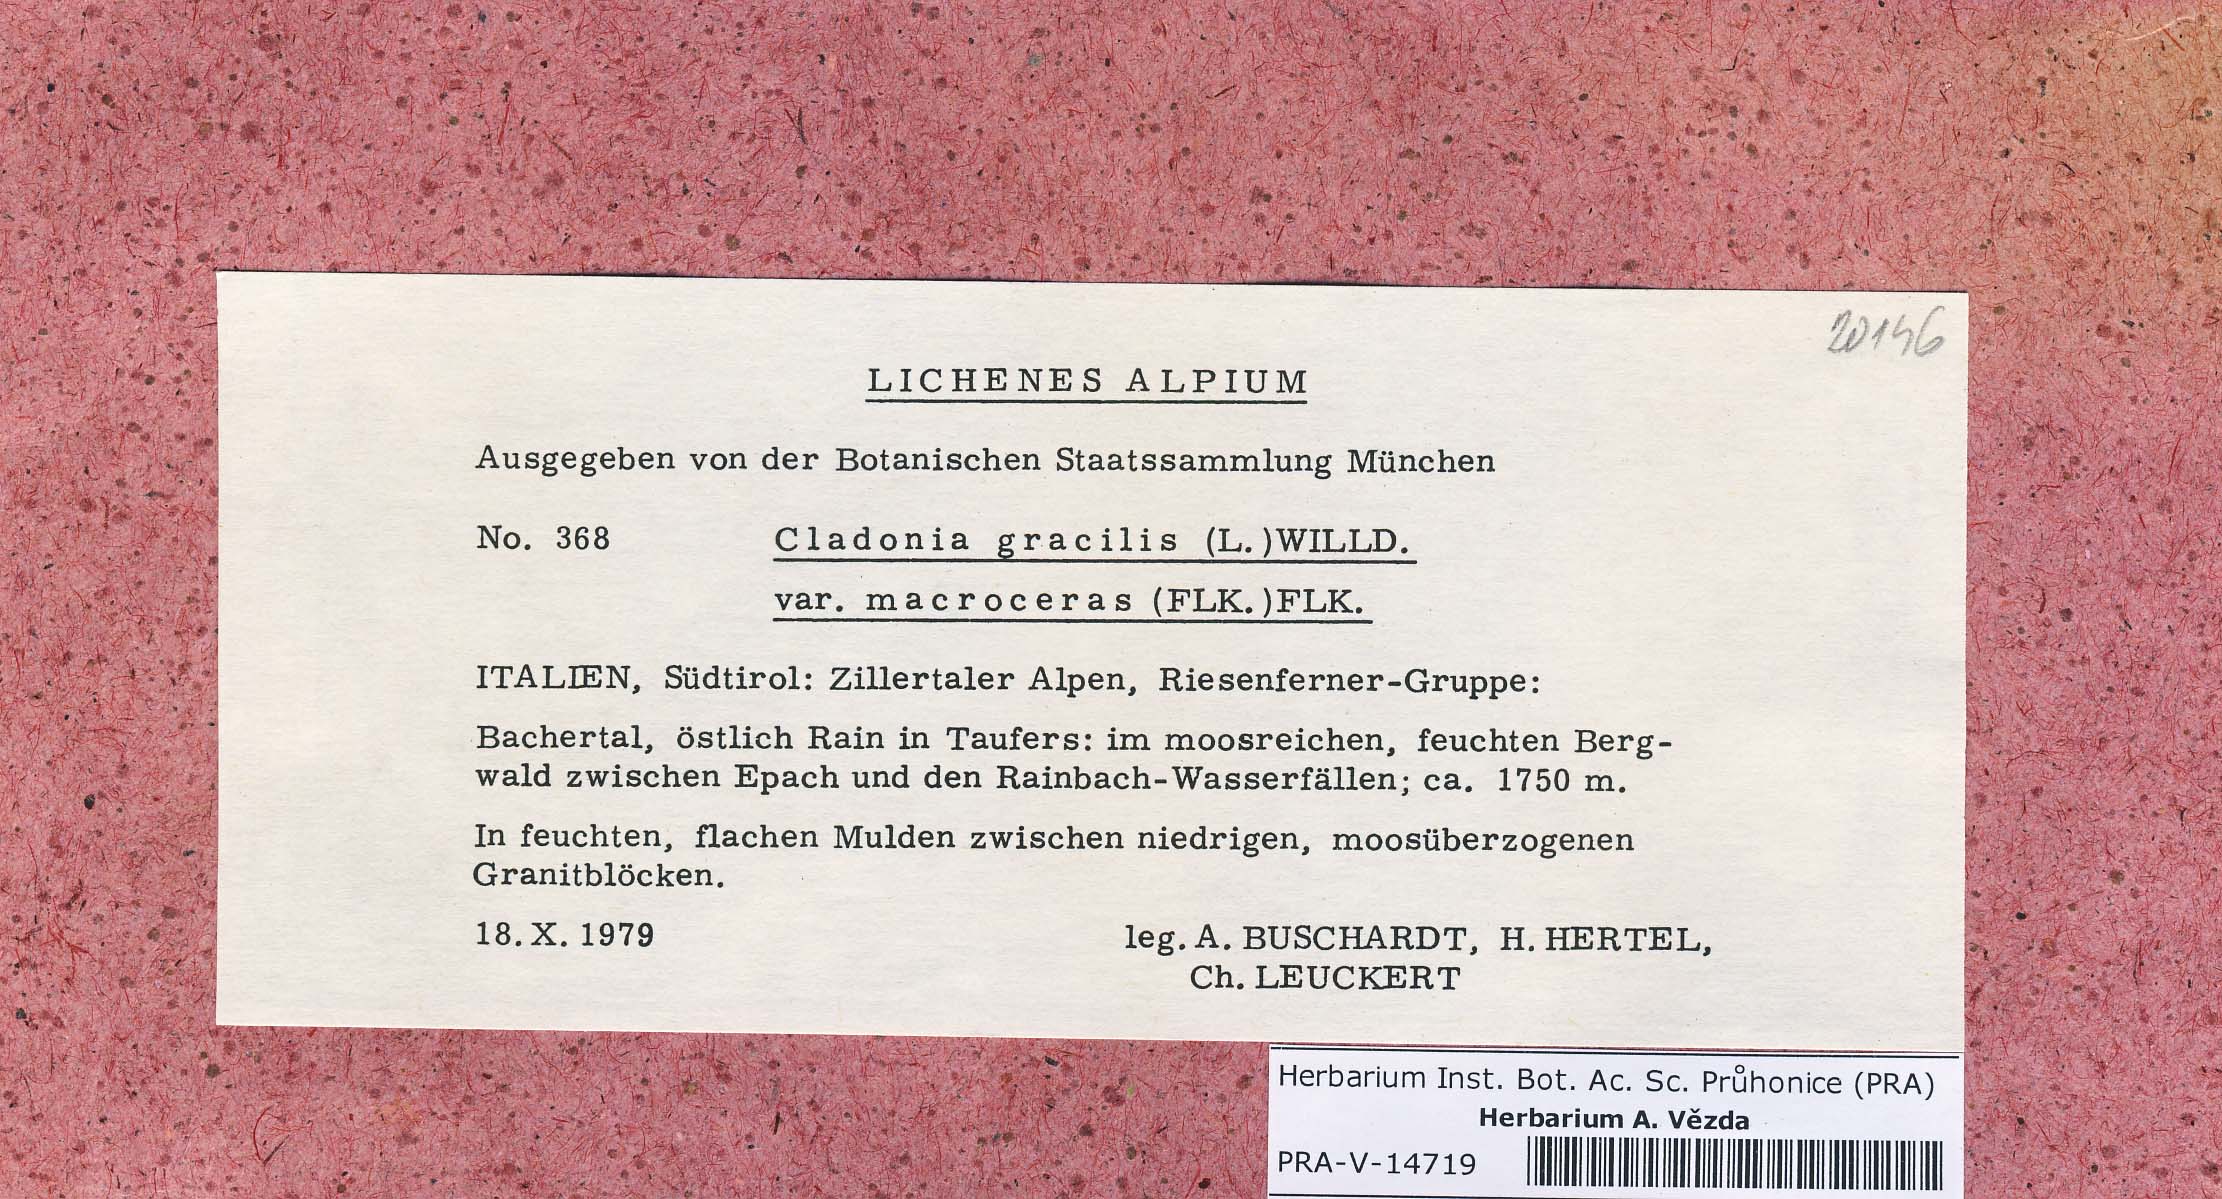 20146
LICHENES ALPIUM
Ausgegeben von der Botanischen Staatssammlung München
No. 368 Cladonia gracilis (L.)WILLD.
var. macroceras (FLK.)FLK.
ITALIEN, Südtirol: Zillertaler Alpen, Riesenferner-Gruppe:
Bachertal, östlich Rain in Taufers: im moosreichen, feuchten Berg-
wald zwischen Epach und den Rainbach-Wasserfällen; ca. 1750 m.
In feuchten, flachen Mulden zwischen niedrigen, moosüberzogenen
Granitblöcken.
18. X. 1979 leg. A. BUSCHARDT, H. HERTEL,
Ch. LEUCKERT
Herbarium Inst. Bot. Ac. Sc. Průhonice (PRA)
Herbarium A. Vězda
PRA-V-14719